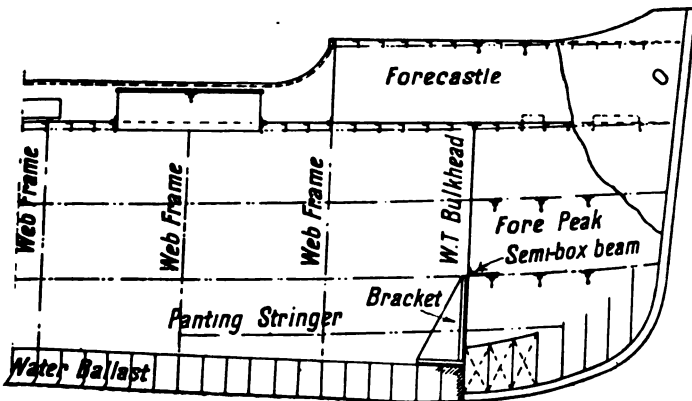 Forecastle
Web Frame
Web Frame
Web Frame
W.T Bulkhead
Fore Peak
Semi-box beam
Bracket
Panting Stringer
Water Ballast